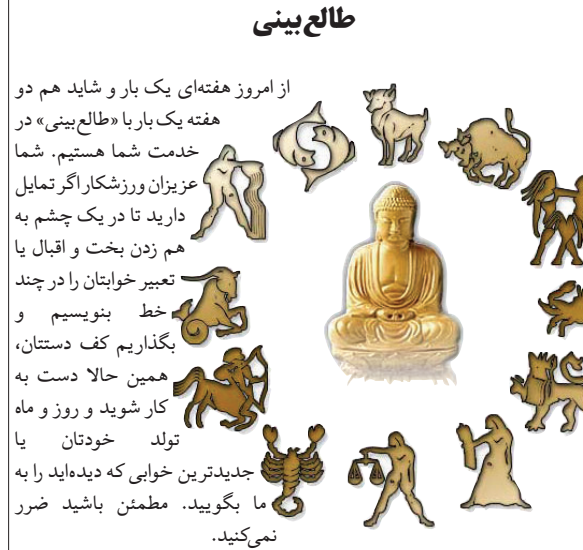 طالع‌بینی
از امروز هفته‌ای یک بار و شاید هم دو
هفته یک بار با «طالع‌بینی» در
خدمت شما هستیم. شما
عزیزان ورزشکار اگر تمایل
دارید تا در یک چشم به
هم زدن بخت و اقبال یا
تعبیر خوابتان را در چند
خط بنویسیم و
بگذاریم کف دستتان،
همین حالا دست به
کار شوید و روز و ماه
تولد خودتان یا
جدیدترین خوابی که دیده‌اید را به
ما بگویید. مطمئن باشید ضرر
نمی‌کنید.